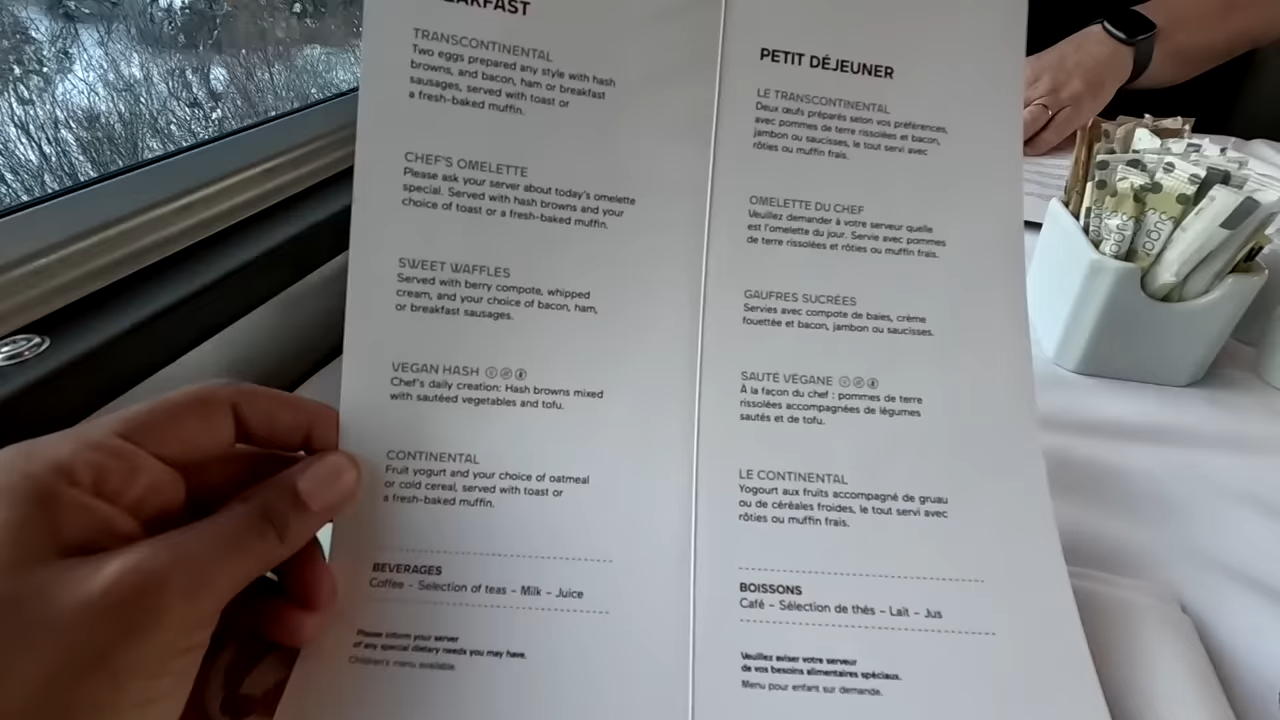 EAKFAST
TRANSCONTINENTAL
Two eggs prepared any style with hash
browns, and bacon, ham or breakfast
sausages, served with toast or
a fresh-baked muffin.
CHEF'S OMELETTE
Please ask your server about today's omelette
special. Served with hash browns and your
choice of toast or a fresh-baked muffin.
SWEET WAFFLES
Served with berry compote, whipped
cream, and your choice of bacon, ham,
or breakfast sausages.
VEGAN HASH
Chef's daily creation: Hash browns mixed
with sautéed vegetables and tofu.
CONTINENTAL
Fruit yogurt and your choice of oatmeal
or cold cereal, served with toast or
a fresh-baked muffin.
BEVERAGES
Coffee - Selection of teas - Milk - Juice
Please inform your server
of any special dietary needs you may have.
Children's menu available.
PETIT DÉJEUNER
LE TRANSCONTINENTAL
Deux œufs préparés selon vos préférences,
avec pommes de terre rissolées et bacon,
jambon ou saucisses, le tout servi avec
rôties ou muffin frais.
OMELETTE DU CHEF
Veuillez demander à votre serveur quelle
est l'omelette du jour. Servie avec pommes
de terre rissolées et rôties ou muffin frais.
GAUFRES SUCRÉES
Servies avec compote de baies, crème
fouettée et bacon, jambon ou saucisses.
SAUTÉ VÉGANE
À la façon du chef : pommes de terre
rissolées accompagnées de légumes
sautés et de tofu.
LE CONTINENTAL
Yogourt aux fruits accompagné de gruau
ou de céréales froides, le tout servi avec
rôties ou muffin frais.
BOISSONS
Café - Sélection de thés - Lait - Jus
Veuillez aviser votre serveur
de vos besoins alimentaires spéciaux.
Menu pour enfant sur demande.
Sucre
Sugar
Sugar